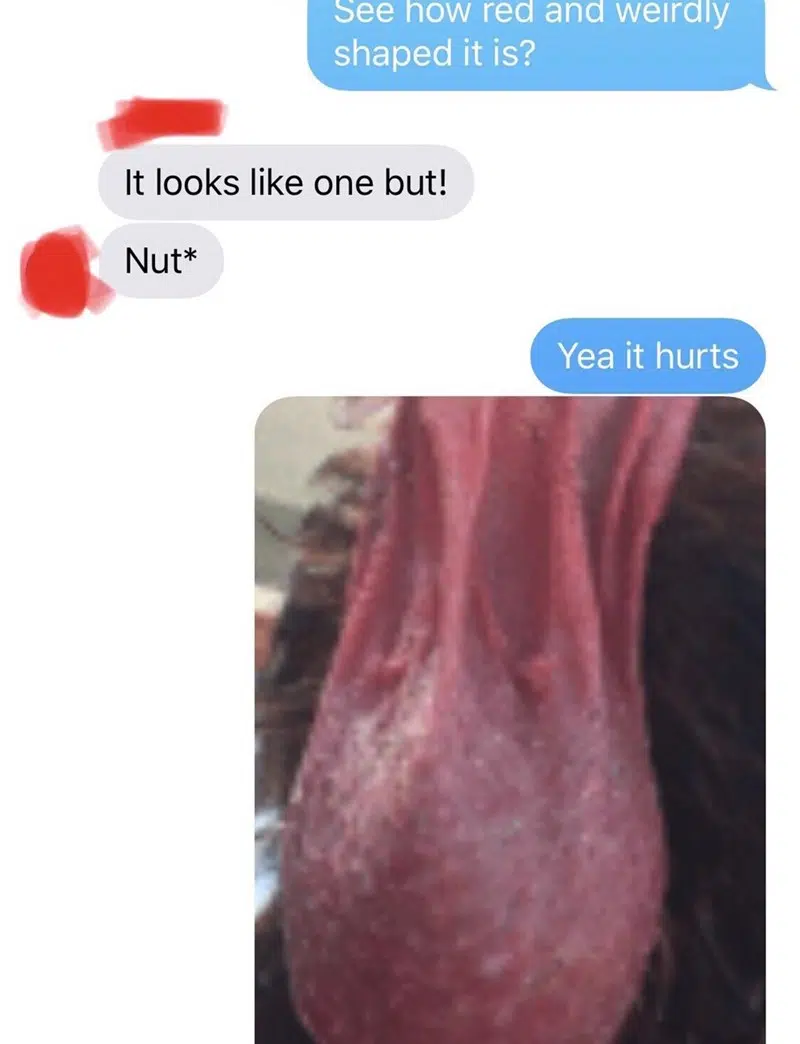 See how red and weirdly
shaped it is?
It looks like one but!
Nut*
Yea it hurts